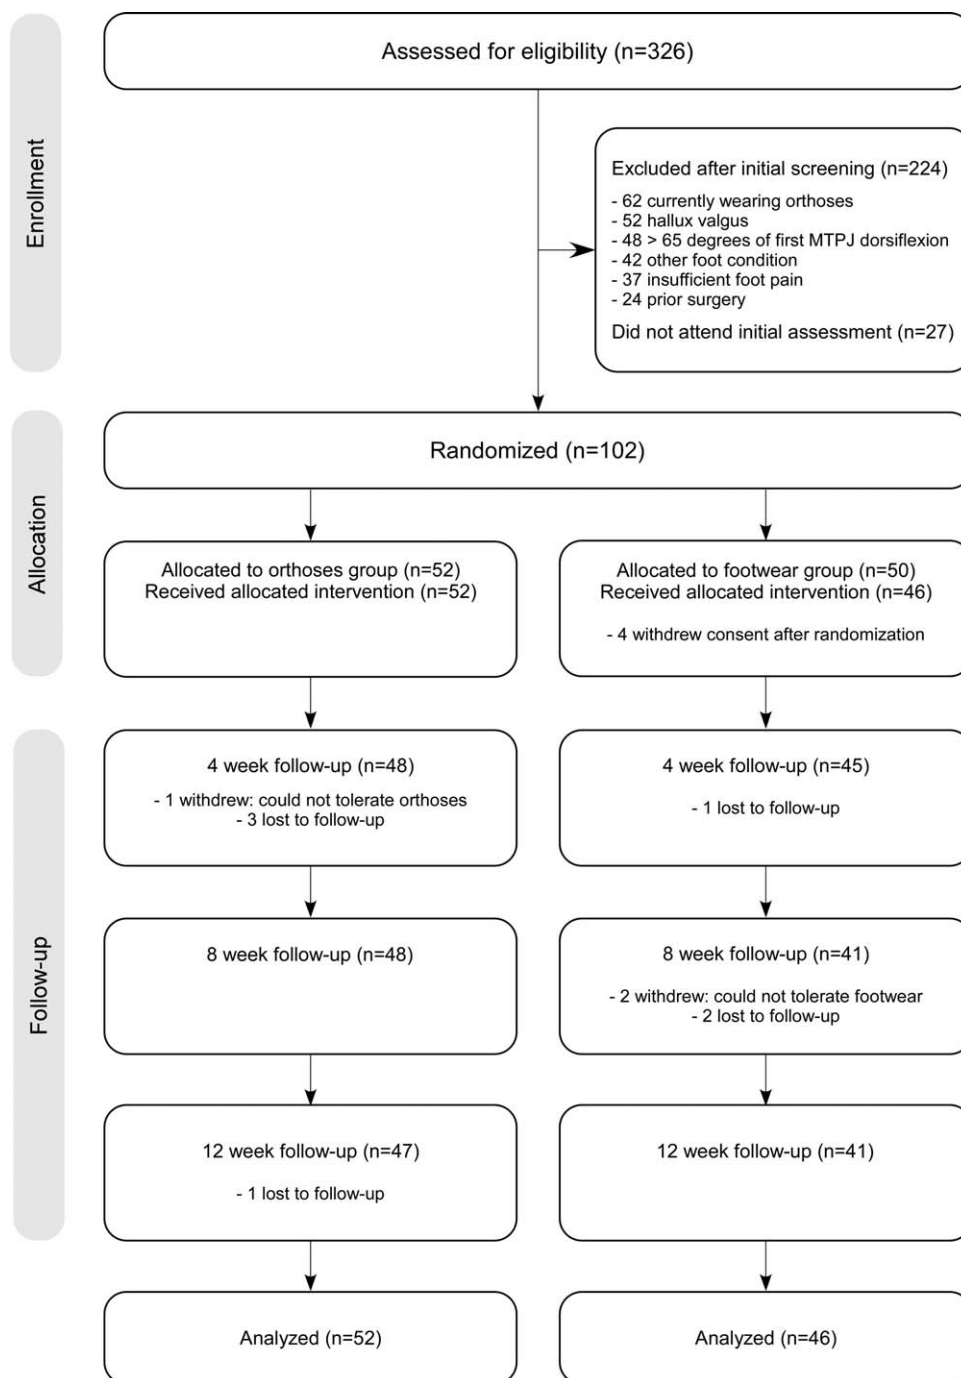 Enrollment
Assessed for eligibility (n=326)
Excluded after initial screening (n=224)
- 62 currently wearing orthoses
- 52 hallux valgus
- 48 > 65 degrees of first MTPJ dorsiflexion
- 42 other foot condition
- 37 insufficient foot pain
- 24 prior surgery
Did not attend initial assessment (n=27)
Allocation
Randomized (n=102)
Allocated to orthoses group (n=52)
Received allocated intervention (n=52)
Allocated to footwear group (n=50)
Received allocated intervention (n=46)
- 4 withdrew consent after randomization
Follow-up
4 week follow-up (n=48)
- 1 withdrew: could not tolerate orthoses
- 3 lost to follow-up
4 week follow-up (n=45)
- 1 lost to follow-up
8 week follow-up (n=48)
8 week follow-up (n=41)
- 2 withdrew: could not tolerate footwear
- 2 lost to follow-up
12 week follow-up (n=47)
- 1 lost to follow-up
12 week follow-up (n=41)
Analyzed (n=52)
Analyzed (n=46)